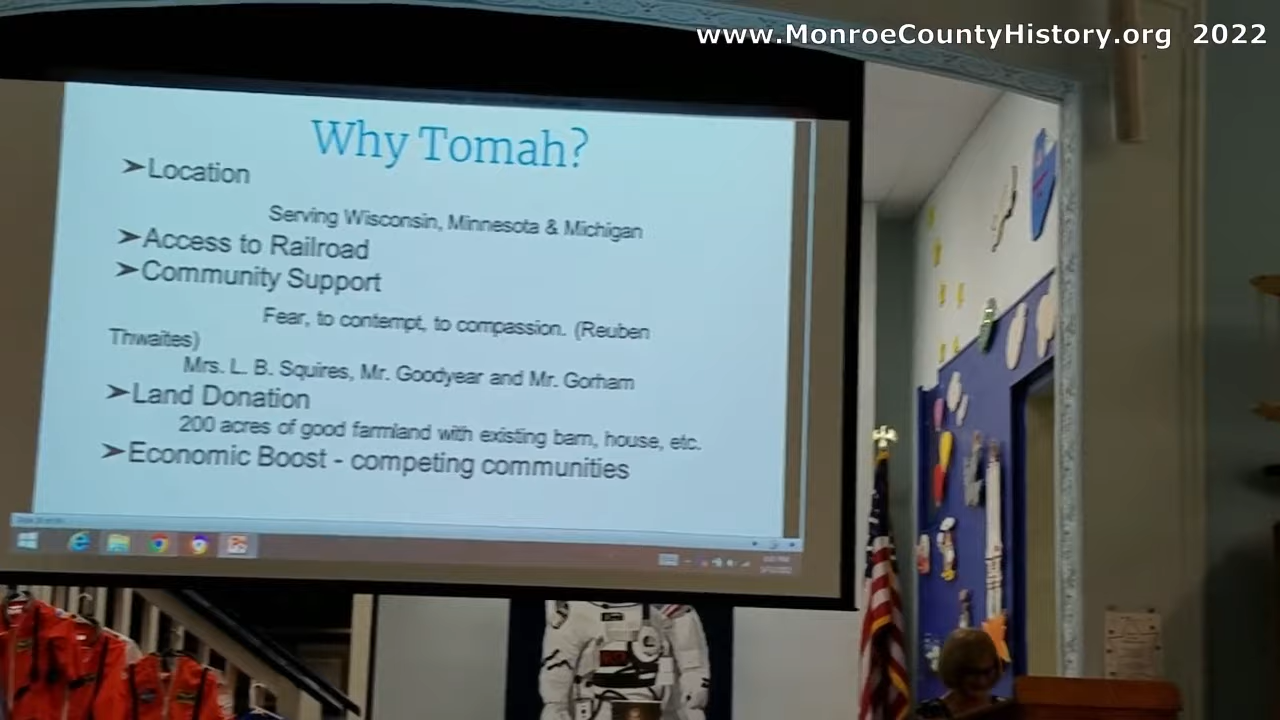 www.MonroeCountyHistory.org 2022
Why Tomah?
➢Location
Serving Wisconsin, Minnesota & Michigan
➢Access to Railroad
➢Community Support
Fear, to contempt, to compassion. (Reuben
Thwaites)
Mrs. L. B. Squires, Mr. Goodyear and Mr. Gorham
➢Land Donation
200 acres of good farmland with existing barn, house, etc.
➢Economic Boost - competing communities